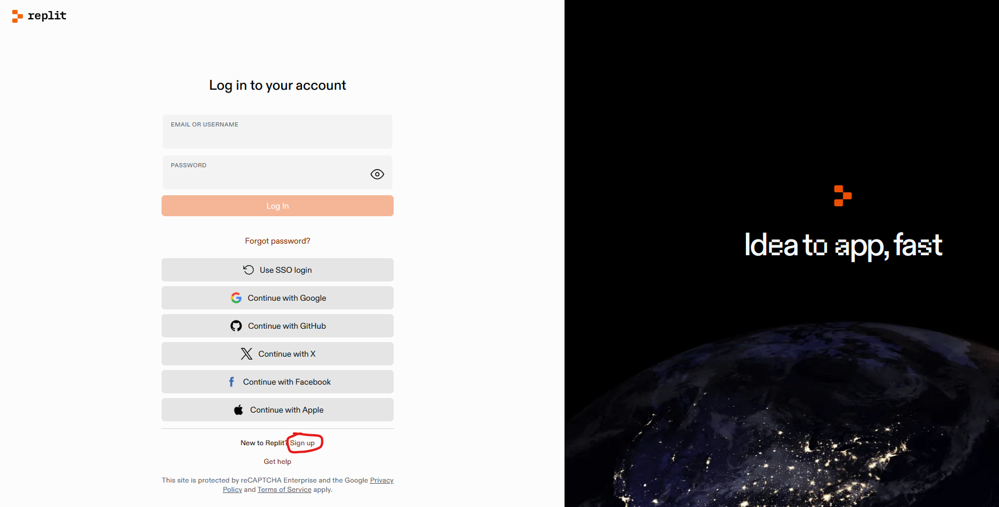 replit
Log in to your account
EMAIL OR USERNAME
PASSWORD
Log In
Forgot password?
Use SSO login
Continue with Google
Continue with GitHub
Continue with X
Continue with Facebook
Continue with Apple
New to Replit? Sign up
Get help
This site is protected by reCAPTCHA Enterprise and the Google Privacy
Policy and Terms of Service apply.
Idea to app, fast